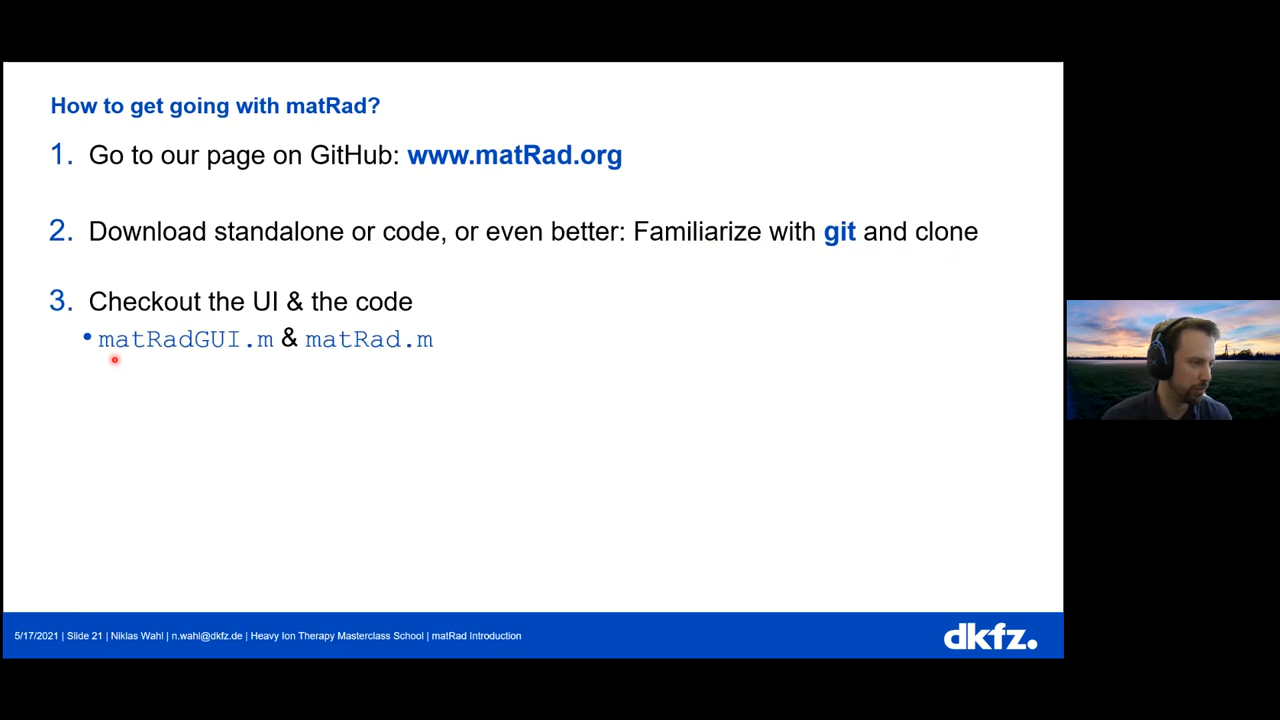 How to get going with matRad?
1. Go to our page on GitHub: www.matRad.org
2. Download standalone or code, or even better: Familiarize with git and clone
3. Checkout the UI & the code
• matRadGUI.m & matRad.m
5/17/2021 | Slide 21 | Niklas Wahl | n.wahl@dkfz.de | Heavy Ion Therapy Masterclass School | matRad Introduction
dkfz.